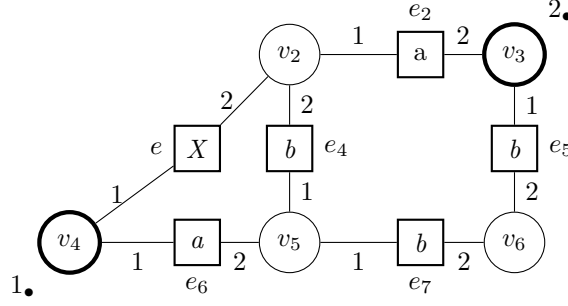 e₂ 2.
v₂ 1 a 2 v₃
2 2 1
e X b e₄ b e₅
1 1 2
v₄ 1 a 2 v₅ 1 b 2 v₆
1. e₆ e₇